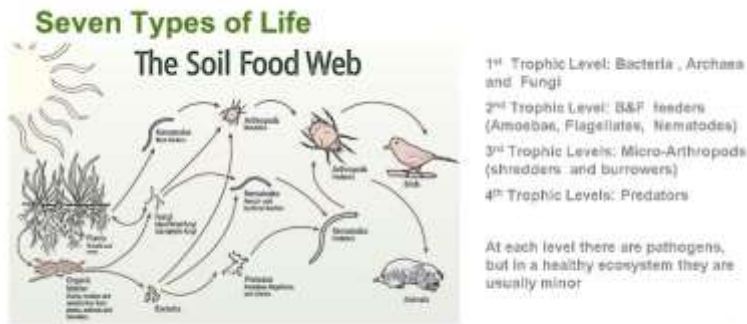 Seven Types of Life
The Soil Food Web
1st Trophic Level: Bacteria , Archaea
and Fungi
2nd Trophic Level: B&F feeders
(Amoebae, Flagellates, Nematodes)
3rd Trophic Levels: Micro-Arthropods
(shredders and burrowers)
4th Trophic Levels: Predators
At each level there are pathogens,
but in a healthy ecosystem they are
usually minor
Arthropods
Nematodes
Arthropods
Birds
Nematodes
Fungi
Plants
Nematodes
Organic
Matter
Protozoa
Bacteria
Animals